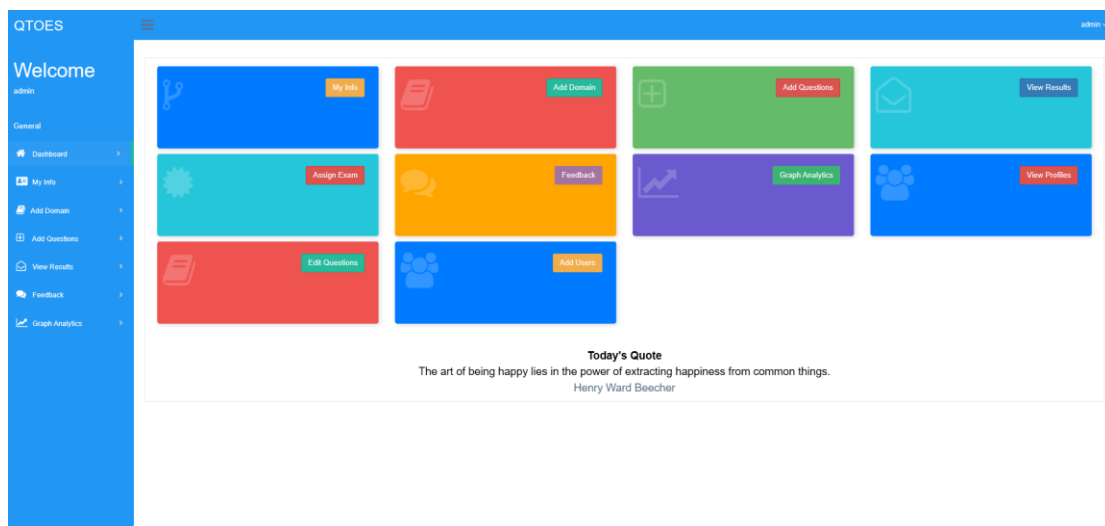 QTOES
admin
Welcome
admin
General
Dashboard
My Info
Add Domain
Add Questions
View Results
Feedback
Graph Analytics
My Info
Add Domain
Add Questions
View Results
Assign Exam
Feedback
Graph Analytics
View Profiles
Edit Questions
Add Users
Today's Quote
The art of being happy lies in the power of extracting happiness from common things.
Henry Ward Beecher